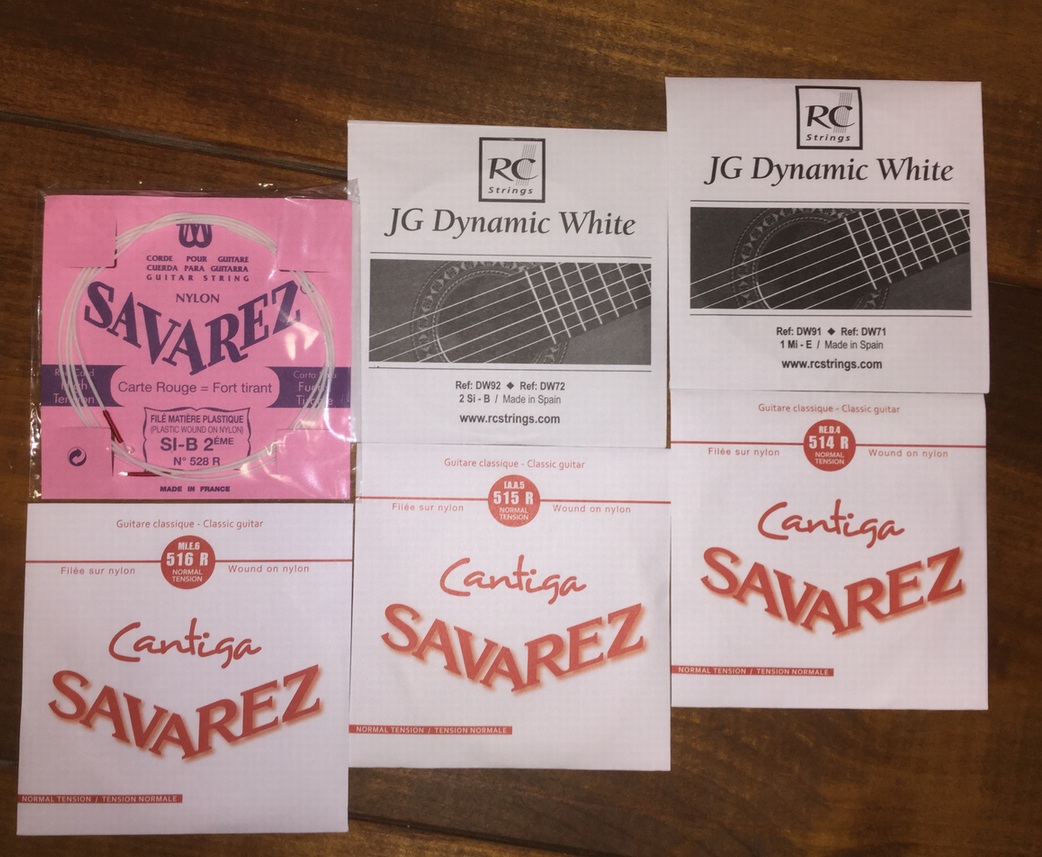 CORDE POUR GUITARE
CUERDA PARA GUITARRA
GUITAR STRING
NYLON
SAVAREZ
High
Tension
Carte Rouge = Fort tirant
FILÉ MATIÈRE PLASTIQUE
(PLASTIC WOUND ON NYLON)
SI-B 2ÉME
N° 528 R
MADE IN FRANCE
RC
Strings
JG Dynamic White
Ref: DW92 ◆ Ref: DW72
2 Si - B / Made in Spain
www.rcstrings.com
RC
Strings
JG Dynamic White
Ref: DW91 ◆ Ref: DW71
1 Mi - E / Made in Spain
www.rcstrings.com
Guitare classique - Classic guitar
MI.E.6
516 R
NORMAL
TENSION
Filée sur nylon Wound on nylon
Cantiga
SAVAREZ
NORMAL TENSION / TENSION NORMALE
Guitare classique - Classic guitar
LA.A.5
515 R
NORMAL
TENSION
Filée sur nylon Wound on nylon
Cantiga
SAVAREZ
NORMAL TENSION / TENSION NORMALE
Guitare classique - Classic guitar
RE.D.4
514 R
NORMAL
TENSION
Filée sur nylon Wound on nylon
Cantiga
SAVAREZ
NORMAL TENSION / TENSION NORMALE